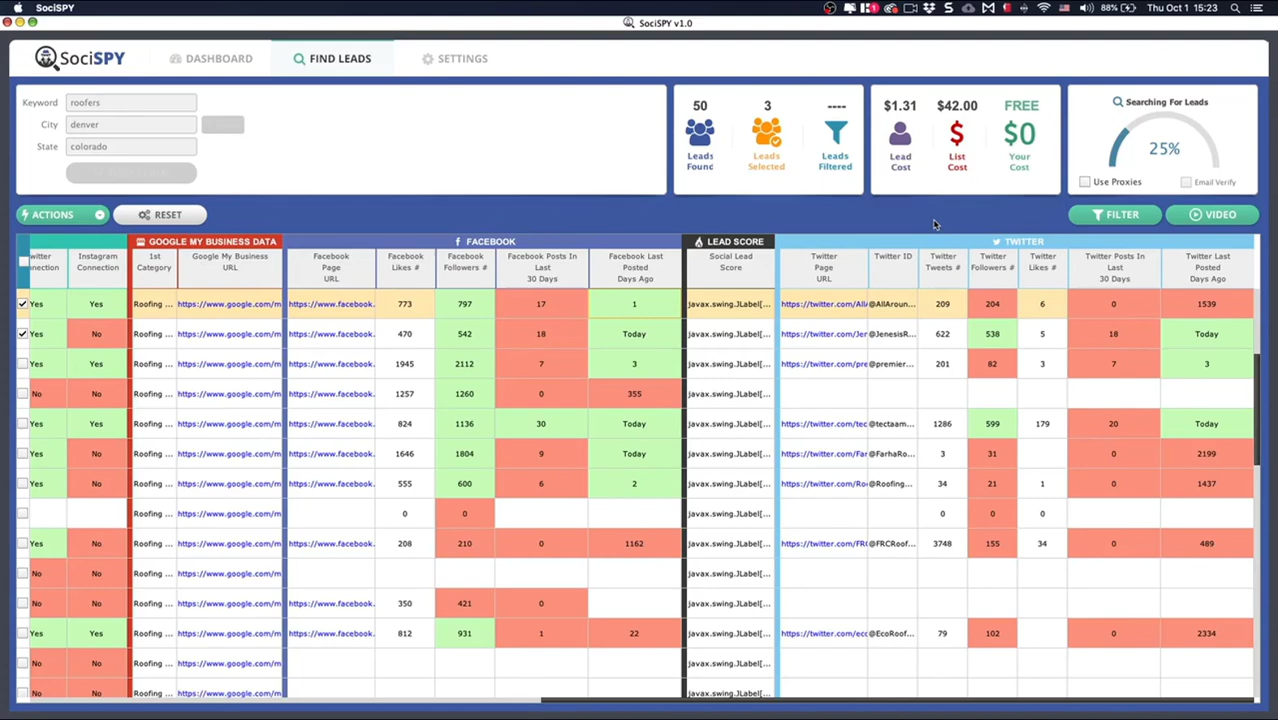 SociSPY 88% Thu Oct 1 15:23
SociSPY v1.0
SociSPY DASHBOARD FIND LEADS SETTINGS
Keyword roofers
City denver
State colorado
50 3 ----
Leads Found Leads Selected Leads Filtered
$1.31 $42.00 FREE
$ $0
Lead Cost List Cost Your Cost
Searching For Leads
25%
Use Proxies Email Verify
ACTIONS RESET FILTER VIDEO
GOOGLE MY BUSINESS DATA FACEBOOK LEAD SCORE TWITTER
witter nnection Instagram Connection 1st Category Google My Business URL Facebook Page URL Facebook Likes # Facebook Followers # Facebook Posts In Last 30 Days Facebook Last Posted Days Ago Social Lead Score Twitter Page URL Twitter ID Twitter Tweets # Twitter Followers # Twitter Likes # Twitter Posts In Last 30 Days Twitter Last Posted Days Ago
Yes Yes Roofing ... https://www.google.com/m https://www.facebook. 773 797 17 1 javax.swing.JLabel[... https://twitter.com/All @AllAroun... 209 204 6 0 1539
Yes No Roofing ... https://www.google.com/m https://www.facebook. 470 542 18 Today javax.swing.JLabel[... https://twitter.com/Jer @JenesisR... 622 538 5 18 Today
Yes Yes Roofing ... https://www.google.com/m https://www.facebook. 1945 2112 7 3 javax.swing.JLabel[... https://twitter.com/pre @premier... 201 82 3 7 3
No No Roofing ... https://www.google.com/m https://www.facebook. 1257 1260 0 355 javax.swing.JLabel[...
Yes Yes Roofing ... https://www.google.com/m https://www.facebook. 824 1136 30 Today javax.swing.JLabel[... https://twitter.com/tec @tectaam... 1286 599 179 20 Today
Yes No Roofing ... https://www.google.com/m https://www.facebook. 1646 1804 9 Today javax.swing.JLabel[... https://twitter.com/Far @FarhaRo... 3 31 0 2199
Yes No Roofing ... https://www.google.com/m https://www.facebook. 555 600 6 2 javax.swing.JLabel[... https://twitter.com/Ro @Roofing... 34 21 1 0 1437
Roofing ... https://www.google.com/m 0 0 javax.swing.JLabel[... 0 0 0
Yes No Roofing ... https://www.google.com/m https://www.facebook. 208 210 0 1162 javax.swing.JLabel[... https://twitter.com/FR @FRCRoof... 3748 155 34 0 489
No No Roofing ... https://www.google.com/m javax.swing.JLabel[...
No No Roofing ... https://www.google.com/m https://www.facebook. 350 421 0 javax.swing.JLabel[...
Yes Yes Roofing ... https://www.google.com/m https://www.facebook. 812 931 1 22 javax.swing.JLabel[... https://twitter.com/ecc @EcoRoof... 79 102 0 2334
No No Roofing ... https://www.google.com/m javax.swing.JLabel[...
Roofing ... https://www.google.com/m javax.swing.JLabel[...